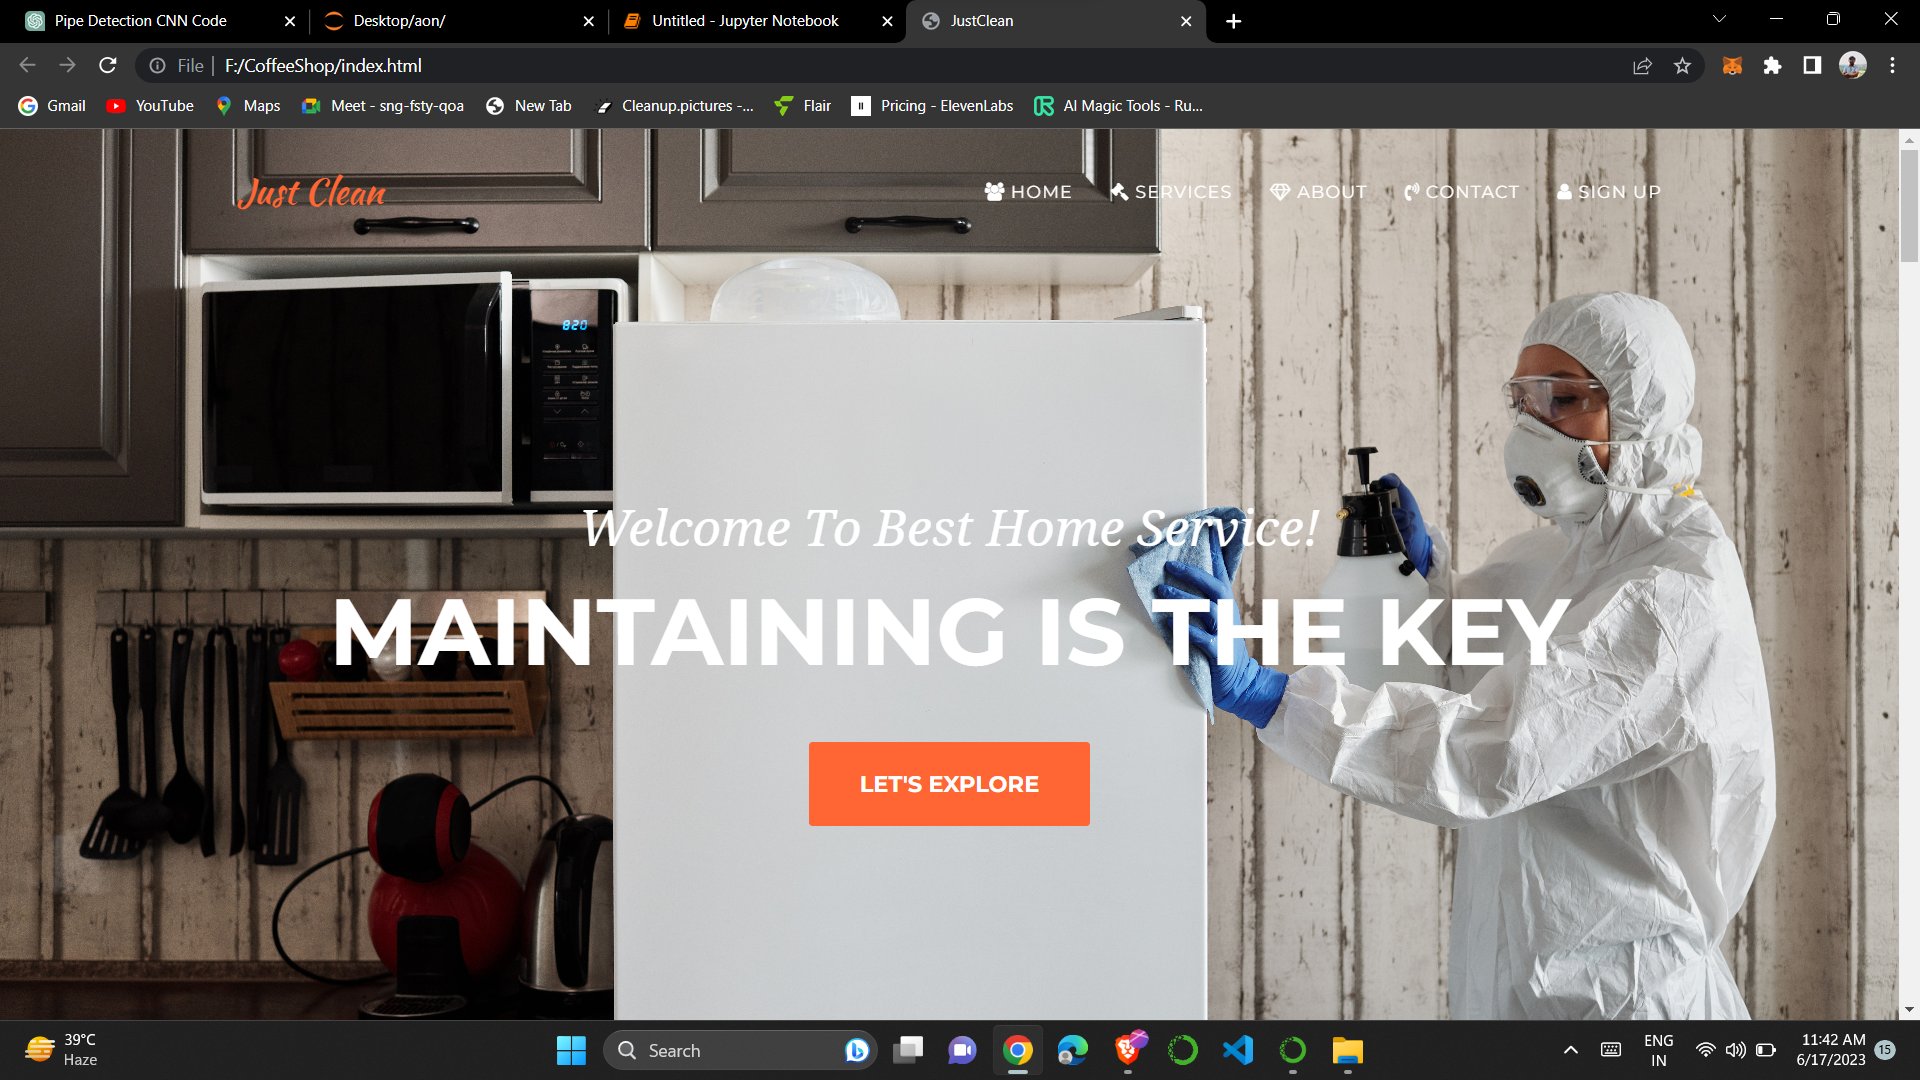 Pipe Detection CNN Code
Desktop/aon/
Untitled - Jupyter Notebook
JustClean
File
F:/CoffeeShop/index.html
Gmail
YouTube
Maps
Meet - sng-fsty-qoa
New Tab
Cleanup.pictures -...
Flair
Pricing - ElevenLabs
AI Magic Tools - Ru...
Just Clean
HOME
SERVICES
ABOUT
CONTACT
SIGN UP
820
Welcome To Best Home Service!
MAINTAINING IS THE KEY
LET'S EXPLORE
39°C
Haze
Search
ENG
IN
11:42 AM
6/17/2023
15